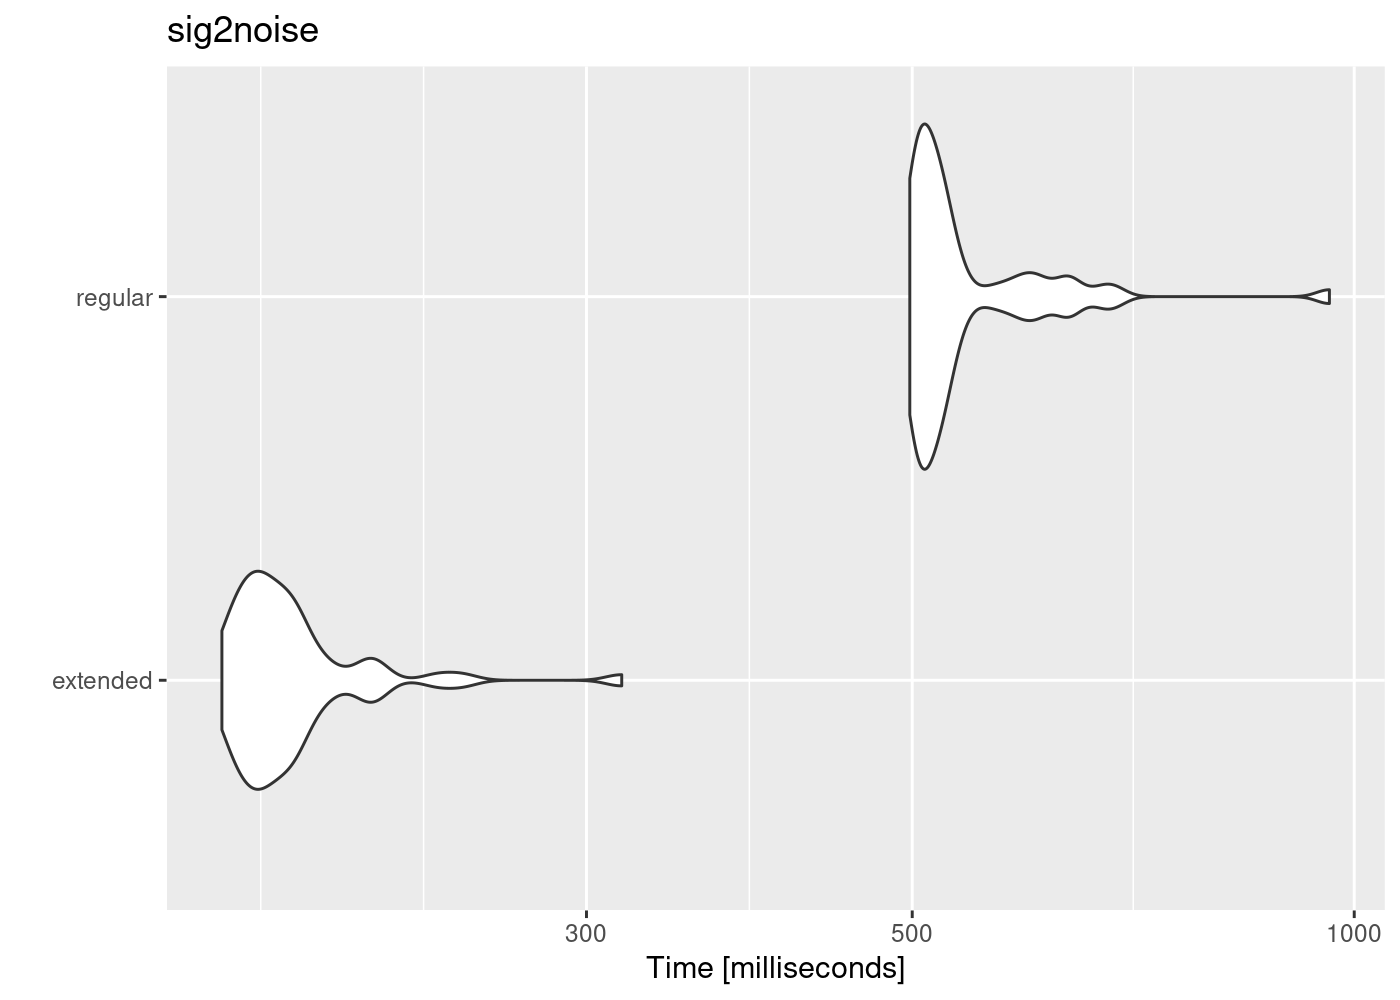 sig2noise
regular
extended
300
500
1000
Time [milliseconds]